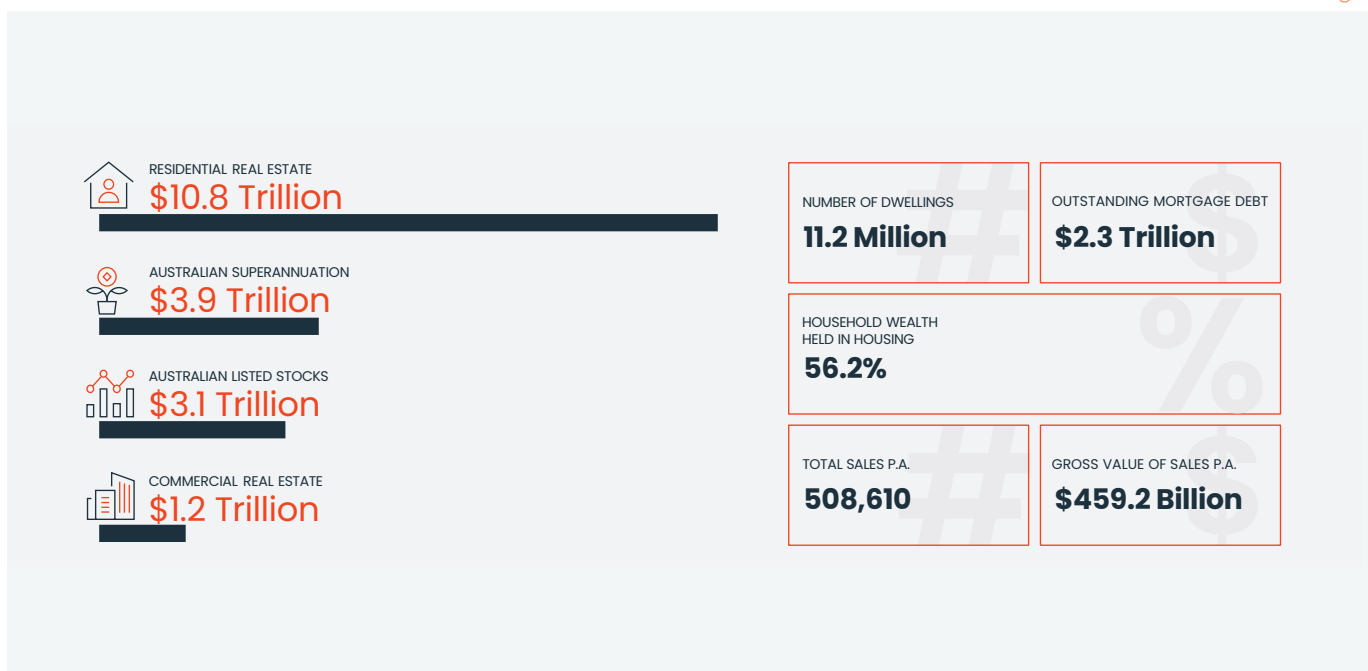 RESIDENTIAL REAL ESTATE
$10.8 Trillion
AUSTRALIAN SUPERANNUATION
$3.9 Trillion
AUSTRALIAN LISTED STOCKS
$3.1 Trillion
COMMERCIAL REAL ESTATE
$1.2 Trillion
#
NUMBER OF DWELLINGS
11.2 Million
$
OUTSTANDING MORTGAGE DEBT
$2.3 Trillion
%
HOUSEHOLD WEALTH
HELD IN HOUSING
56.2%
#
TOTAL SALES P.A.
508,610
$
GROSS VALUE OF SALES P.A.
$459.2 Billion